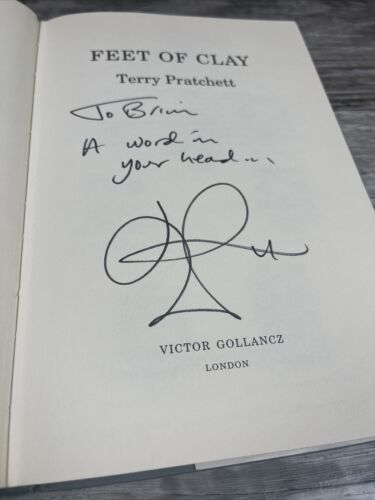 FEET OF CLAY
Terry Pratchett
To Brian
A word in
your head...
VICTOR GOLLANCZ
LONDON